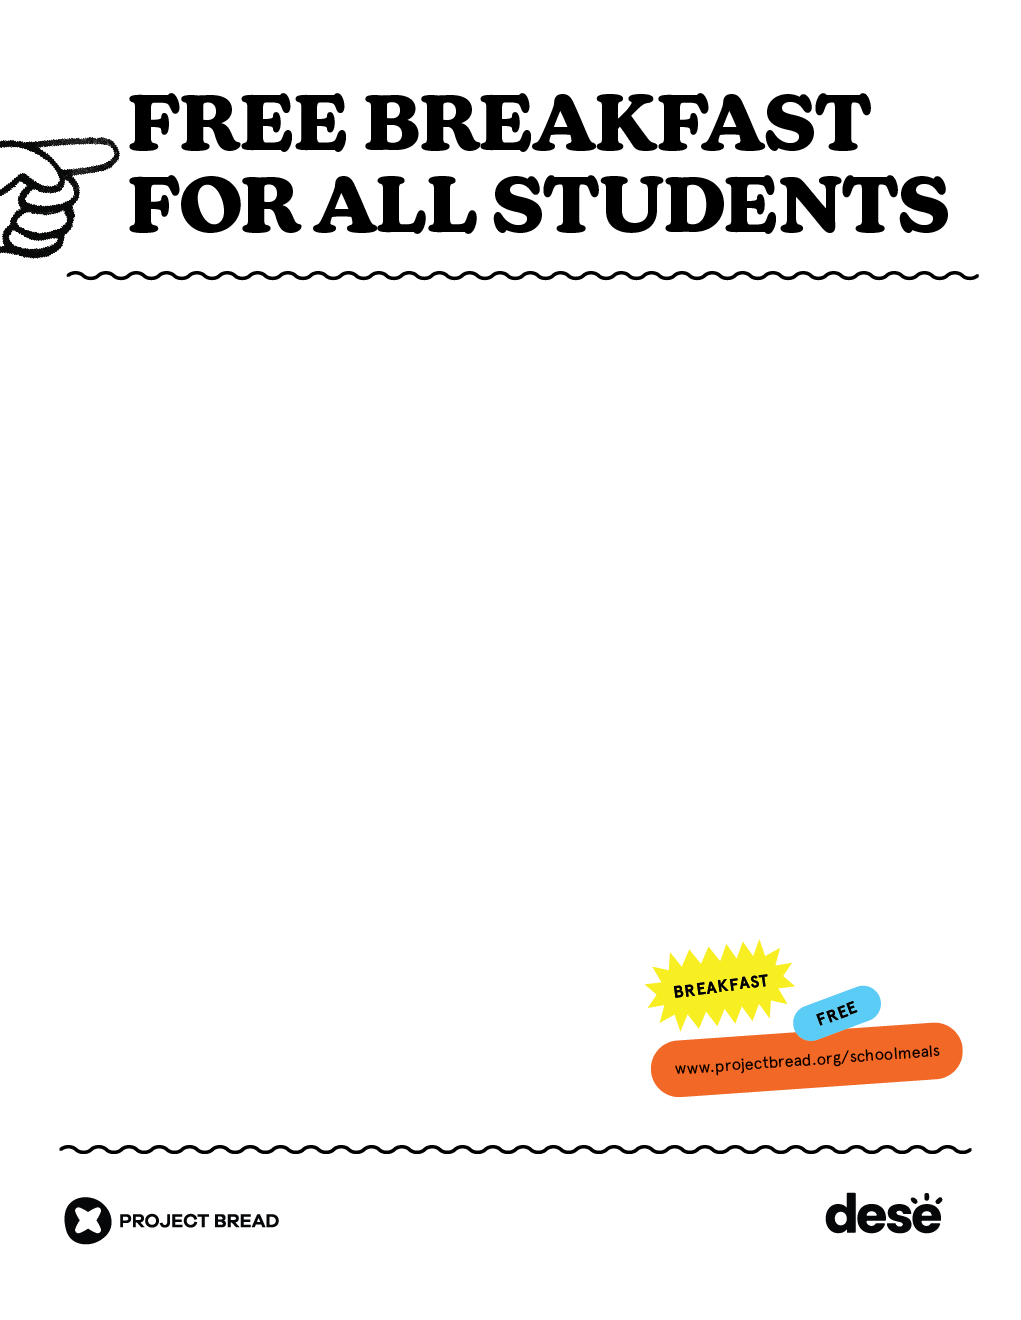 FREE BREAKFAST
FOR ALL STUDENTS
BREAKFAST
FREE
www.projectbread.org/schoolmeals
PROJECT BREAD
dese